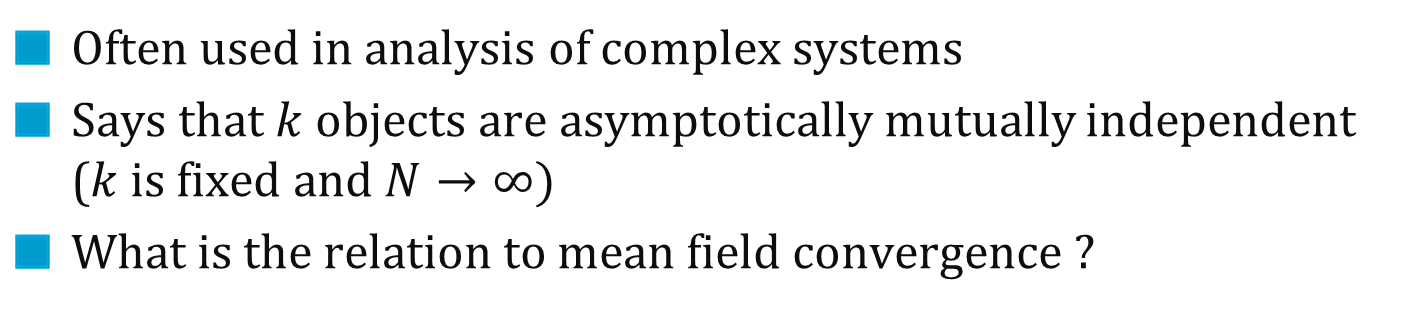 Often used in analysis of complex systems
Says that k objects are asymptotically mutually independent
(k is fixed and N → ∞)
What is the relation to mean field convergence ?